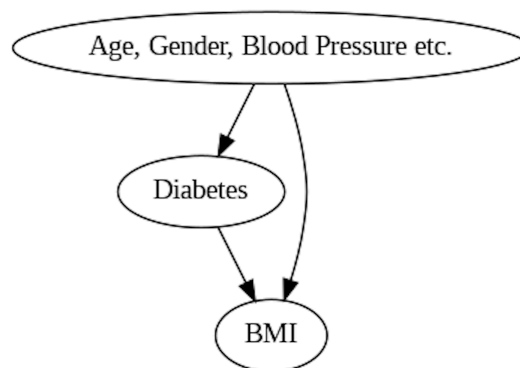 Age, Gender, Blood Pressure etc.
Diabetes
BMI